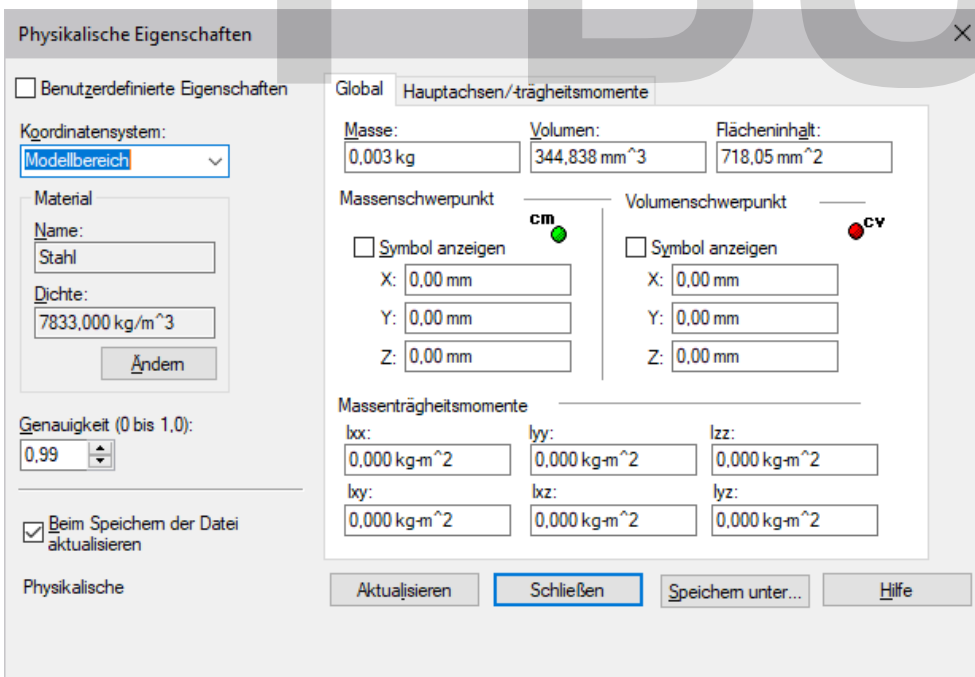 Physikalische Eigenschaften
Benutzerdefinierte Eigenschaften
Koordinatensystem:
Modellbereich
Material
Name:
Stahl
Dichte:
7833,000 kg/m^3
Ändern
Genauigkeit (0 bis 1,0):
0,99
Beim Speichern der Datei
aktualisieren
Physikalische
Global Hauptachsen/-trägheitsmomente
Masse: Volumen: Flächeninhalt:
0,003 kg 344,838 mm^3 718,05 mm^2
Massenschwerpunkt Volumenschwerpunkt
cm cv
Symbol anzeigen Symbol anzeigen
X: 0,00 mm X: 0,00 mm
Y: 0,00 mm Y: 0,00 mm
Z: 0,00 mm Z: 0,00 mm
Massenträgheitsmomente
Ixx: Iyy: Izz:
0,000 kg-m^2 0,000 kg-m^2 0,000 kg-m^2
Ixy: Ixz: Iyz:
0,000 kg-m^2 0,000 kg-m^2 0,000 kg-m^2
Aktualisieren Schließen Speichern unter... Hilfe